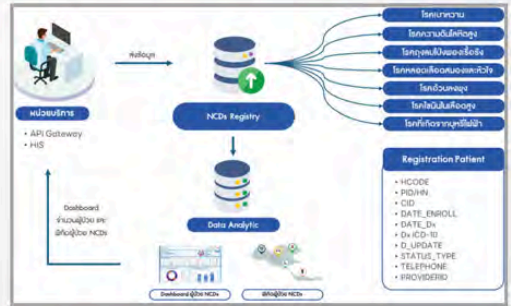 ส่งข้อมูล
หน่วยบริการ
• API Gateway
• HIS
NCDs Registry
โรคเบาหวาน
โรคความดันโลหิตสูง
โรคถุงลมโป่งพองเรื้อรัง
โรคหลอดเลือดสมองและหัวใจ
โรคอ้วนลงพุง
โรคไขมันในเลือดสูง
โรคที่เกิดจากบุหรี่ไฟฟ้า
Registration Patient
• HCODE
• PID/HN
• CID
• DATE_ENROLL
• DATE_Dx
• Dx ICD-10
• D_UPDATE
• STATUS_TYPE
• TELEPHONE
• PROVIDERID
Dashboard
จำนวนผู้ป่วย และ
พิกัดผู้ป่วย NCDs
Data Analytic
Dashboard ผู้ป่วย NCDs
พิกัดผู้ป่วย NCDs